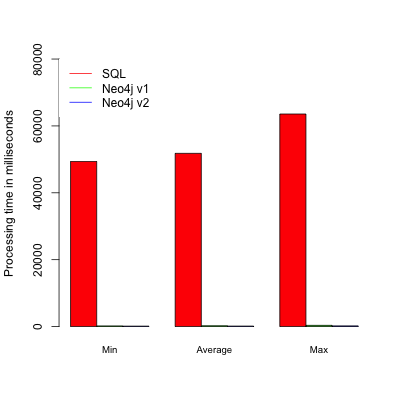 80000
60000
40000
20000
0
Processing time in milliseconds
SQL
Neo4j v1
Neo4j v2
Min
Average
Max